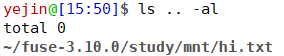 yejin@[15:50]$ ls .. -al
total 0
~/fuse-3.10.0/study/mnt/hi.txt